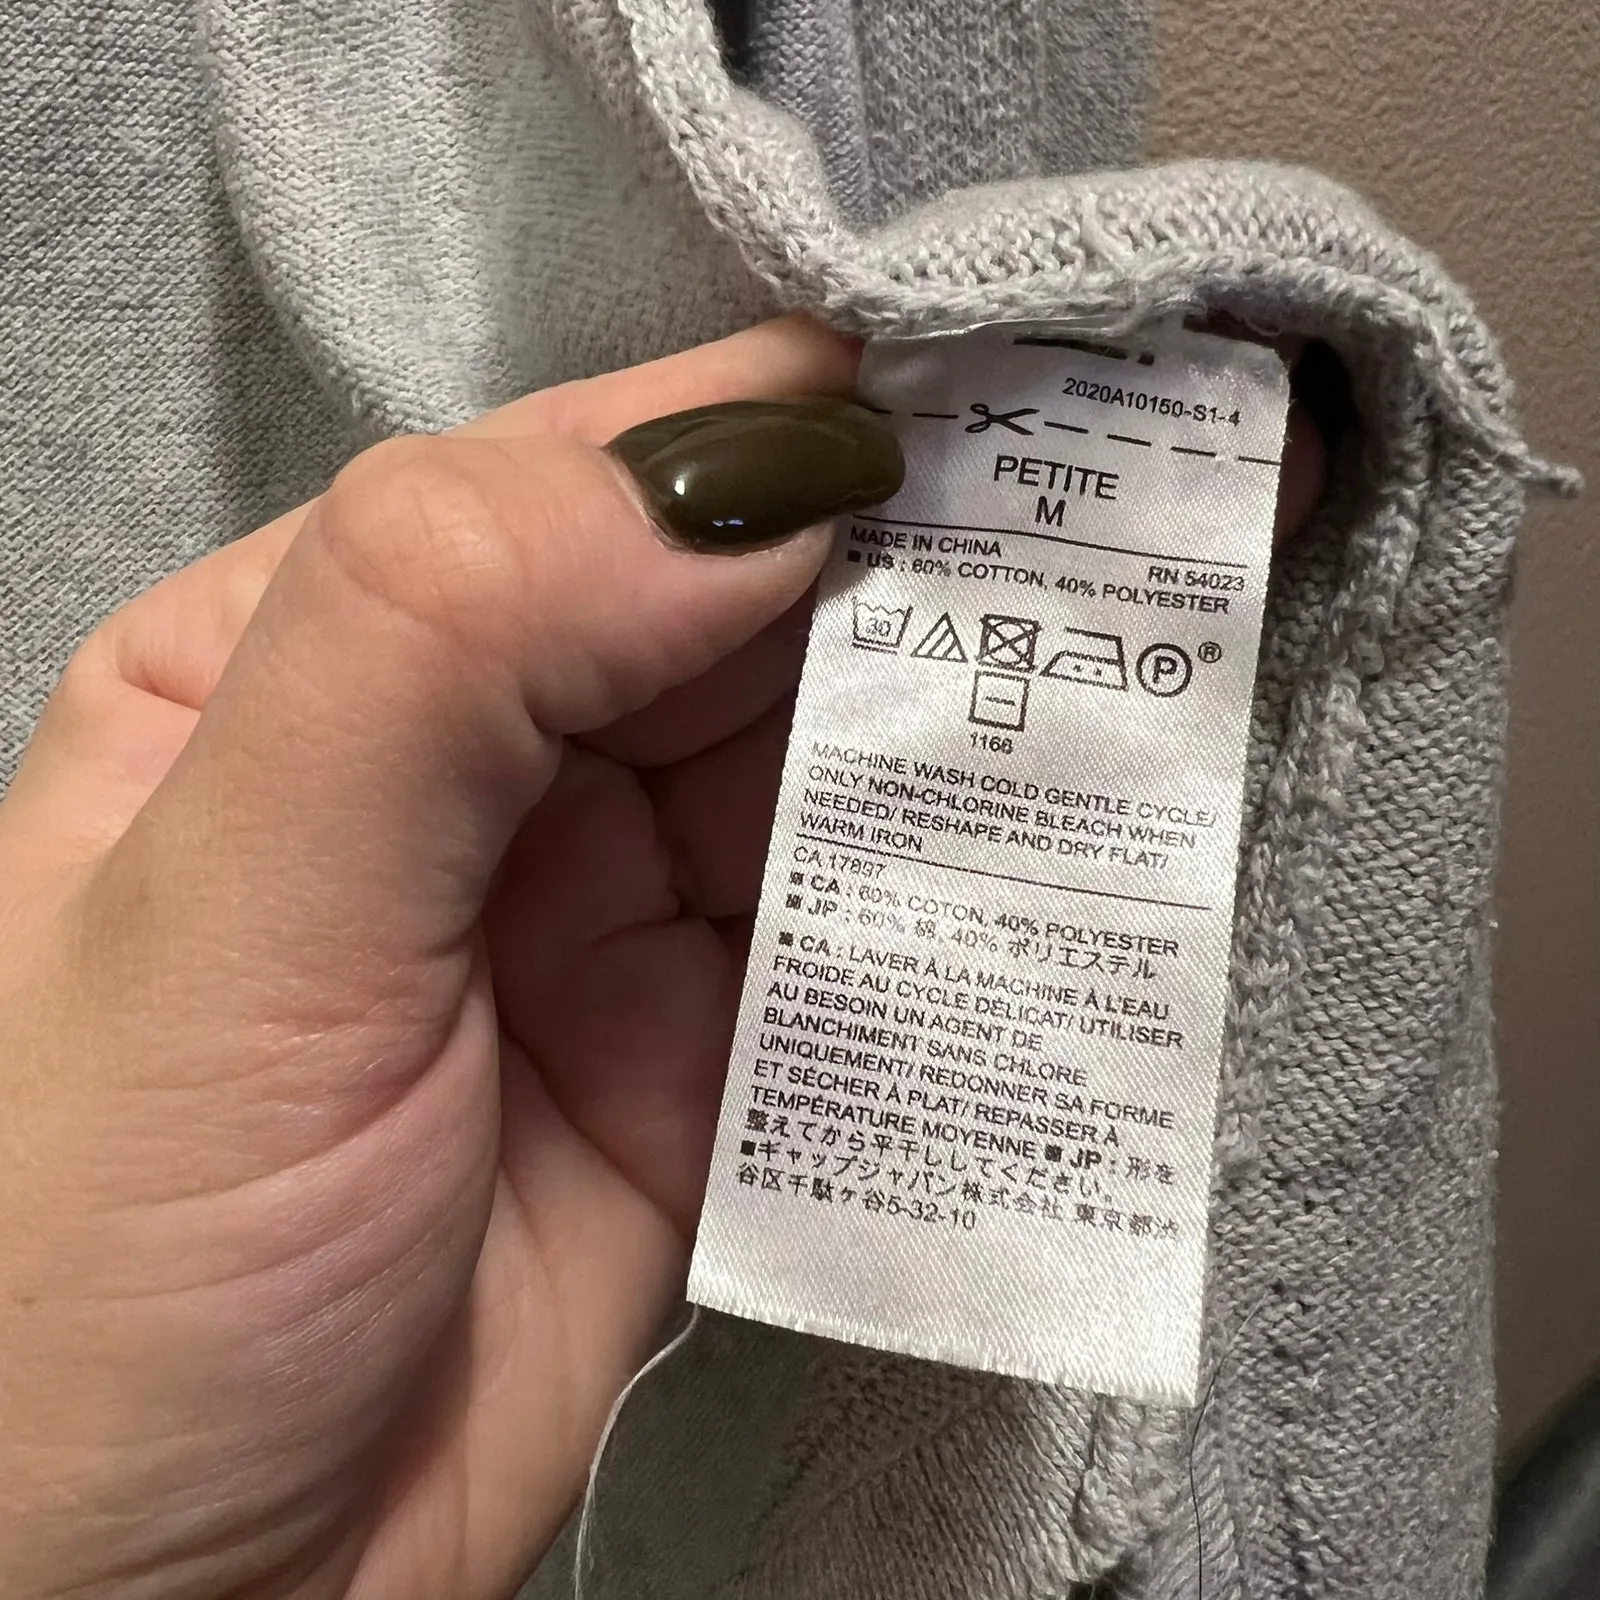 2020A10150-S1-4
PETITE
M
MADE IN CHINA
RN 54023
■ US : 60% COTTON, 40% POLYESTER
30
P ®
1166
MACHINE WASH COLD GENTLE CYCLE/
ONLY NON-CHLORINE BLEACH WHEN
NEEDED/ RESHAPE AND DRY FLAT/
WARM IRON
CA 17897
■ CA : 60% COTON, 40% POLYESTER
■ JP : 60% 綿, 40% ポリエステル
■ CA : LAVER À LA MACHINE À L'EAU
FROIDE AU CYCLE DÉLICAT/ UTILISER
AU BESOIN UN AGENT DE
BLANCHIMENT SANS CHLORE
UNIQUEMENT/ REDONNER SA FORME
ET SÉCHER À PLAT/ REPASSER À
TEMPÉRATURE MOYENNE ■ JP : 形を
整えてから平干ししてください。
■ギャップジャパン株式会社 東京都渋
谷区千駄ヶ谷5-32-10